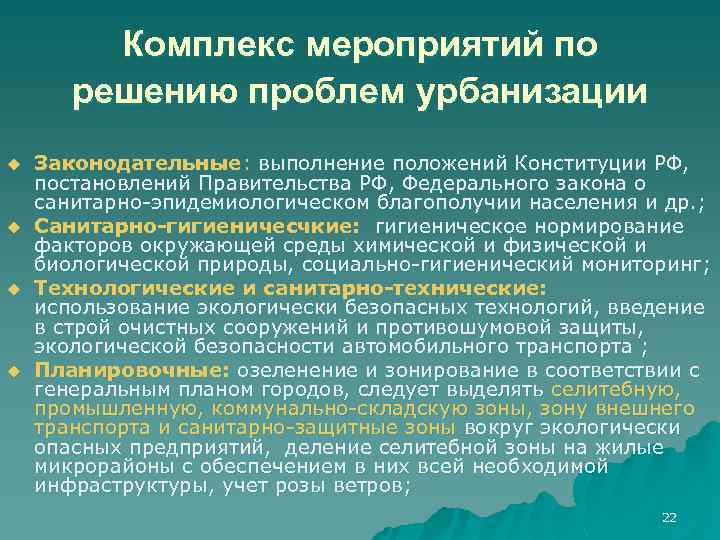 Комплекс мероприятий по
решению проблем урбанизации
Законодательные: выполнение положений Конституции РФ,
постановлений Правительства РФ, Федерального закона о
санитарно-эпидемиологическом благополучии населения и др. ;
Санитарно-гигиеничесчкие: гигиеническое нормирование
факторов окружающей среды химической и физической и
биологической природы, социально-гигиенический мониторинг;
Технологические и санитарно-технические:
использование экологически безопасных технологий, введение
в строй очистных сооружений и противошумовой защиты,
экологической безопасности автомобильного транспорта ;
Планировочные: озеленение и зонирование в соответствии с
генеральным планом городов, следует выделять селитебную,
промышленную, коммунально-складскую зоны, зону внешнего
транспорта и санитарно-защитные зоны вокруг экологически
опасных предприятий, деление селитебной зоны на жилые
микрорайоны с обеспечением в них всей необходимой
инфраструктуры, учет розы ветров;
22